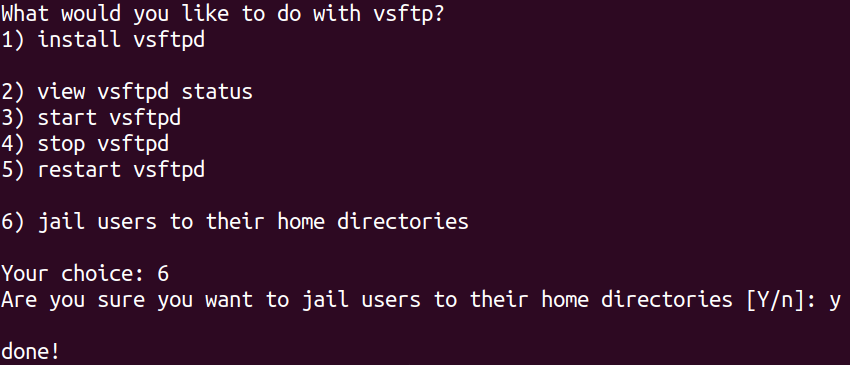 What would you like to do with vsftp?
1) install vsftpd
2) view vsftpd status
3) start vsftpd
4) stop vsftpd
5) restart vsftpd
6) jail users to their home directories
Your choice: 6
Are you sure you want to jail users to their home directories [Y/n]: y
done!